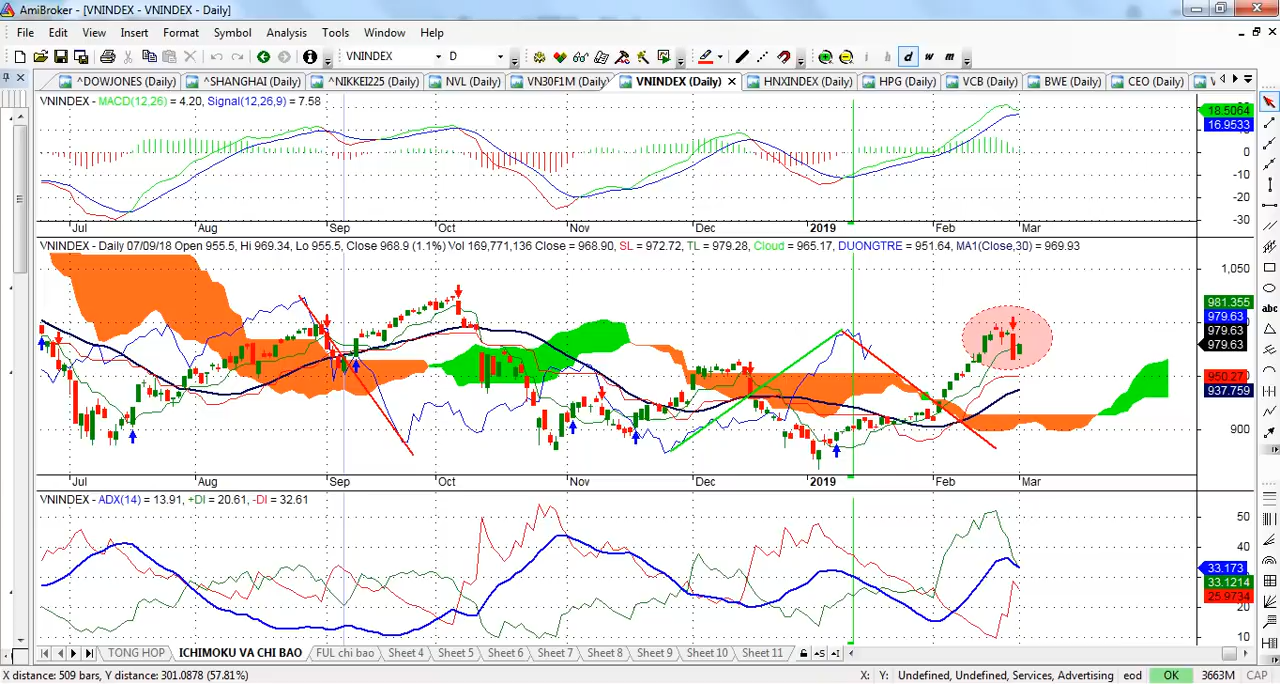 AmiBroker - [VNINDEX - VNINDEX - Daily]
File Edit View Insert Format Symbol Analysis Tools Window Help
VNINDEX D i h d w m
^DOWJONES (Daily) ^SHANGHAI (Daily) ^NIKKEI225 (Daily) NVL (Daily) VN30F1M (Daily) VNINDEX (Daily) HNXINDEX (Daily) HPG (Daily) VCB (Daily) BWE (Daily) CEO (Daily)
VNINDEX - MACD(12,26) = 4.20, Signal(12,26,9) = 7.58
18.5064
16.9533
0
-10
-20
-30
Jul Aug Sep Oct Nov Dec 2019 Feb Mar
VNINDEX - Daily 07/09/18 Open 955.5, Hi 969.34, Lo 955.5, Close 968.9 (1.1%) Vol 169,771,136 Close = 968.90, SL = 972.72, TL = 979.28, Cloud = 965.17, DUONGTRE = 951.64, MA1(Close,30) = 969.93
1,050
981.355
979.63
979.63
979.63
950.27
937.759
900
Jul Aug Sep Oct Nov Dec 2019 Feb Mar
VNINDEX - ADX(14) = 13.91, +DI = 20.61, -DI = 32.61
50
40
33.173
33.1214
25.9734
20
10
abc
TONG HOP ICHIMOKU VA CHI BAO FUL chi bao Sheet 4 Sheet 5 Sheet 6 Sheet 7 Sheet 8 Sheet 9 Sheet 10 Sheet 11
X distance: 509 bars, Y distance: 301.0878 (57.81%) X: Y: Undefined, Undefined, Services, Advertising eod OK 3663M CAP